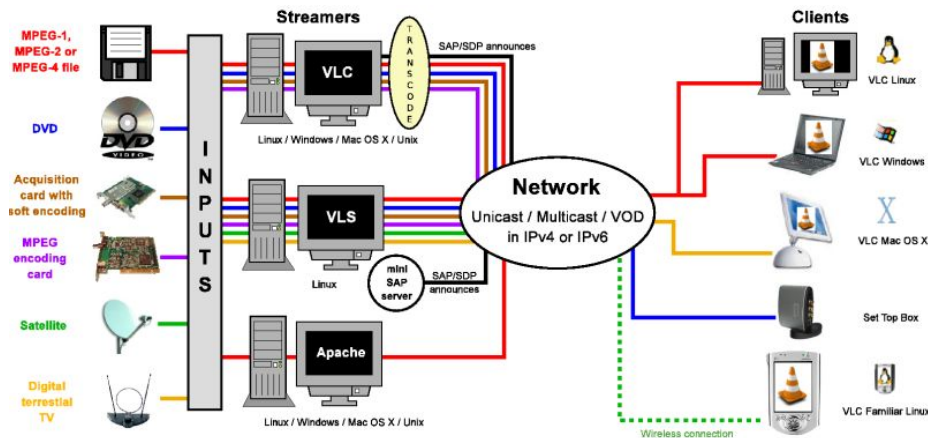 Streamers
Clients
MPEG-1,
MPEG-2 or
MPEG-4 file
DVD
DVD
VIDEO
Acquisition
card with
soft encoding
MPEG
encoding
card
Satellite
Digital
terrestial
TV
INPUTS
VLC
TRANSCODE
SAP/SDP announces
Linux / Windows / Mac OS X / Unix
VLS
Linux
mini
SAP
server
SAP/SDP
announces
Apache
Linux / Windows / Mac OS X / Unix
Network
Unicast / Multicast / VOD
in IPv4 or IPv6
Wireless connection
VLC Linux
VLC Windows
X
VLC Mac OS X
Set Top Box
VLC Familiar Linux